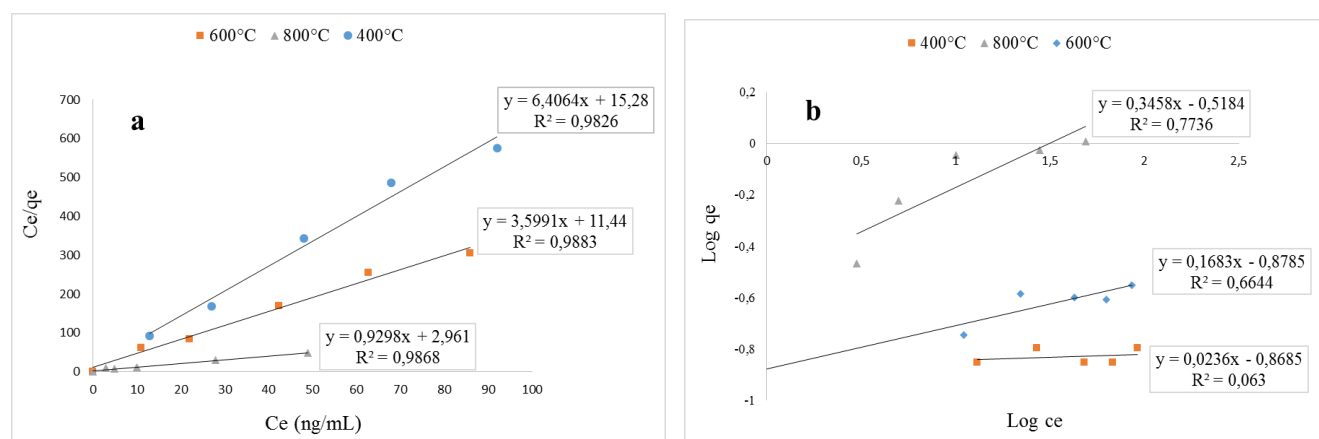 600°C 800°C 400°C
a
700
600
500
400
300
200
100
0
0 10 20 30 40 50 60 70 80 90 100
Ce/qe
Ce (ng/mL)
y = 6,4064x + 15,28
R² = 0,9826
y = 3,5991x + 11,44
R² = 0,9883
y = 0,9298x + 2,961
R² = 0,9868
400°C 800°C 600°C
b
0,2
0
-0,2
-0,4
-0,6
-0,8
-1
0 0,5 1 1,5 2 2,5
Log qe
Log ce
y = 0,3458x - 0,5184
R² = 0,7736
y = 0,1683x - 0,8785
R² = 0,6644
y = 0,0236x - 0,8685
R² = 0,063